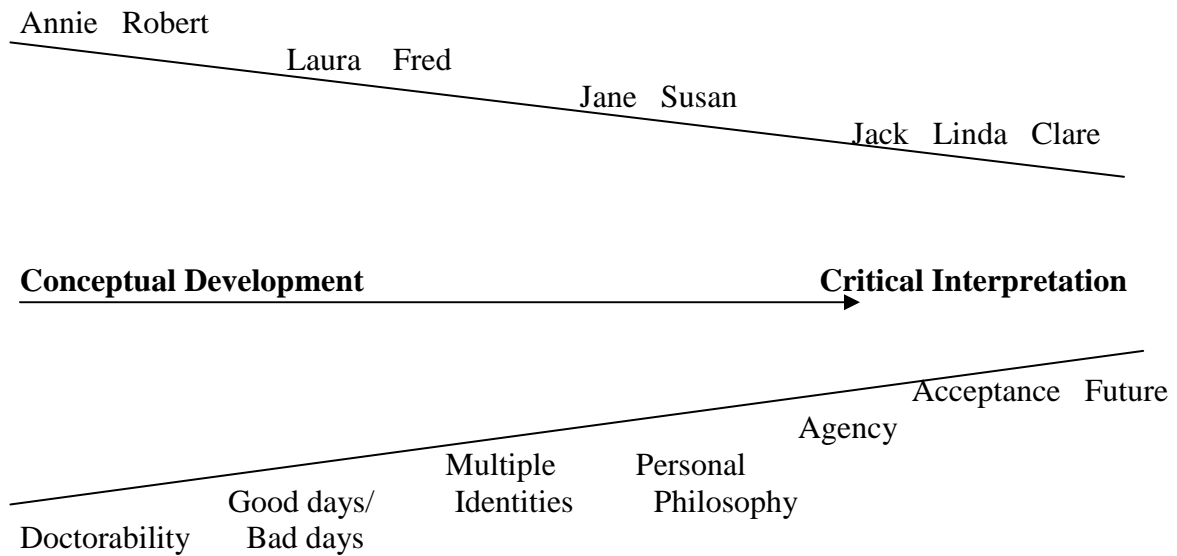 Annie Robert
Laura Fred
Jane Susan
Jack Linda Clare
Conceptual Development Critical Interpretation
Acceptance Future
Agency
Multiple Personal
Good days/ Identities Philosophy
Doctorability Bad days